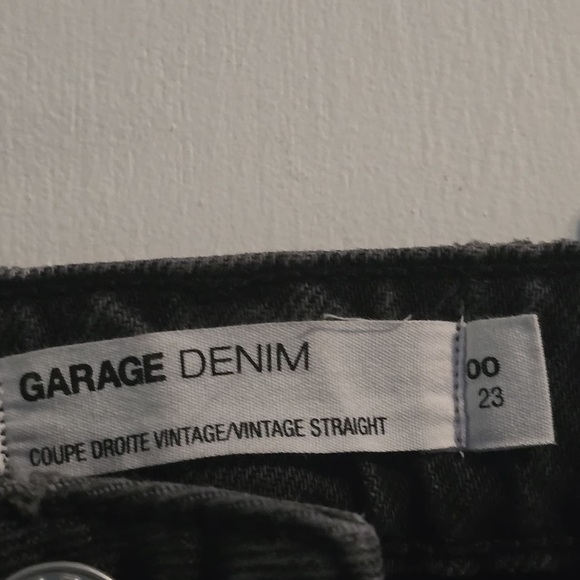 GARAGE DENIM
COUPE DROITE VINTAGE/VINTAGE STRAIGHT
00
23